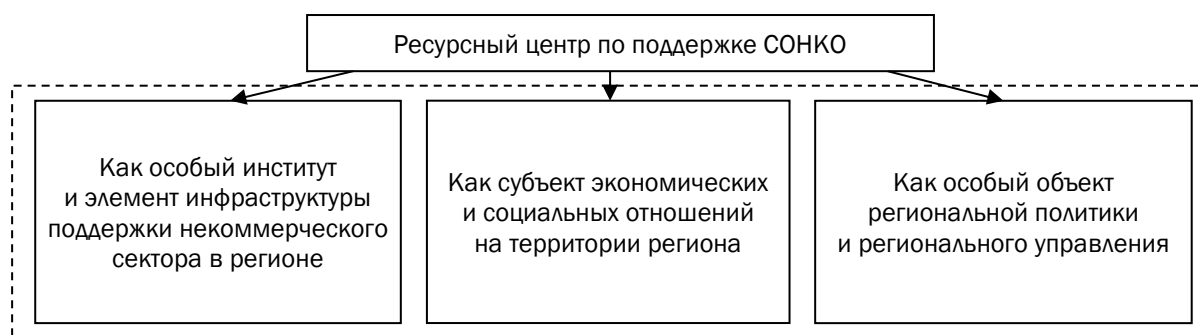 Ресурсный центр по поддержке СОНКО
Как особый институт
и элемент инфраструктуры
поддержки некоммерческого
сектора в регионе
Как субъект экономических
и социальных отношений
на территории региона
Как особый объект
региональной политики
и регионального управления